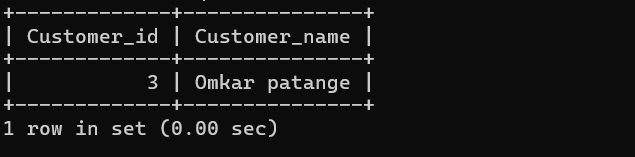 +-------------+---------------+
| Customer_id | Customer_name |
+-------------+---------------+
|           3 | Omkar patange |
+-------------+---------------+
1 row in set (0.00 sec)